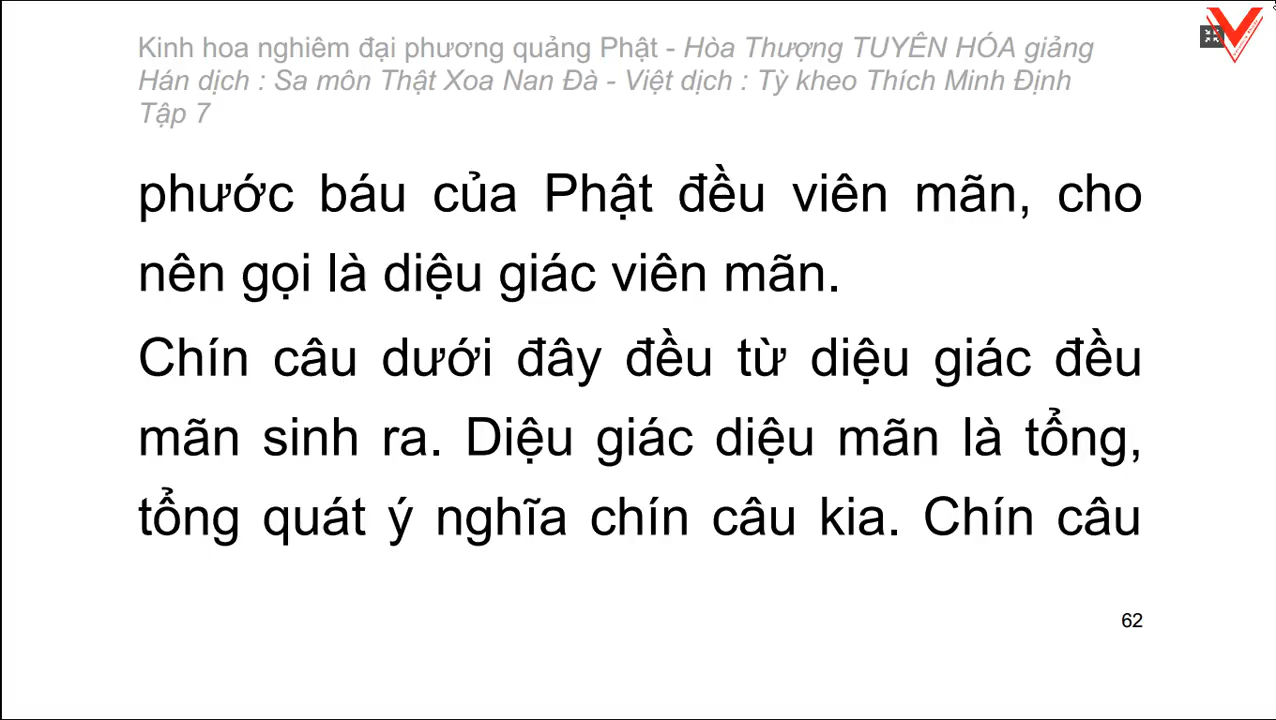 Kinh hoa nghiêm đại phương quảng Phật - Hòa Thượng TUYÊN HÓA giảng
Hán dịch : Sa môn Thật Xoa Nan Đà - Việt dịch : Tỳ kheo Thích Minh Định
Tập 7
phước báu của Phật đều viên mãn, cho
nên gọi là diệu giác viên mãn.
Chín câu dưới đây đều từ diệu giác đều
mãn sinh ra. Diệu giác diệu mãn là tổng,
tổng quát ý nghĩa chín câu kia. Chín câu
62